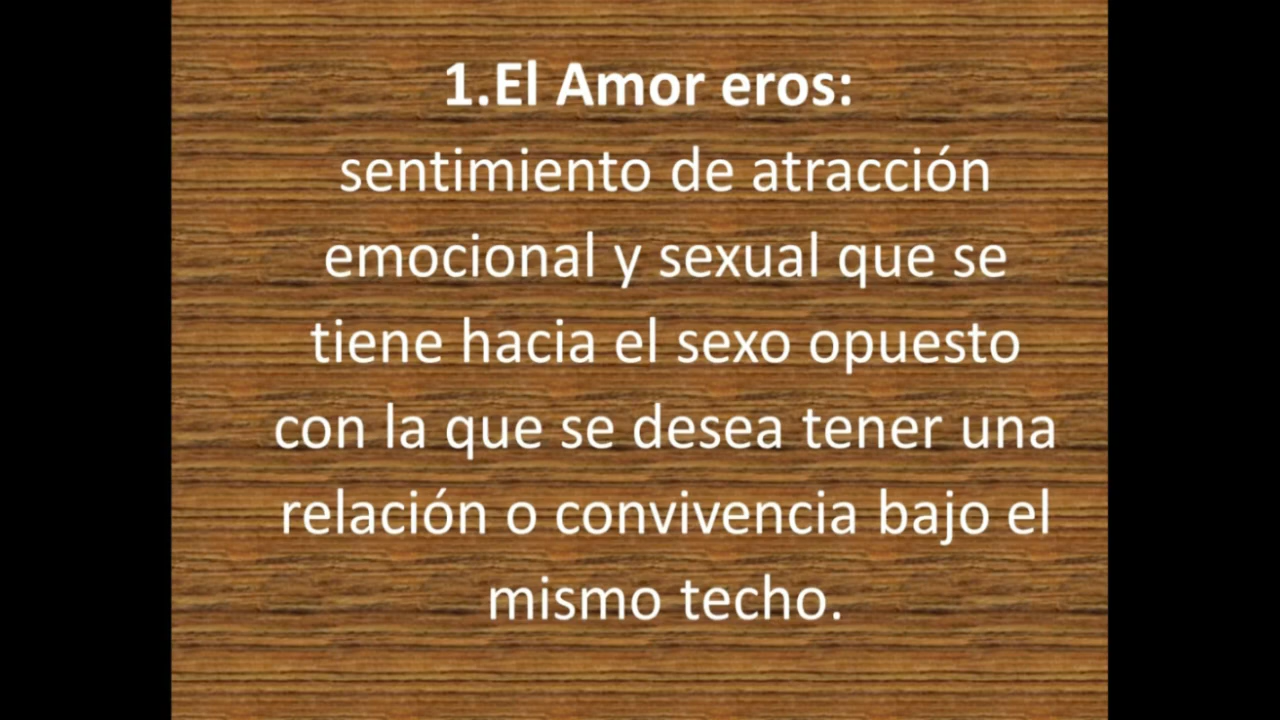 1.El Amor eros:
sentimiento de atracción
emocional y sexual que se
tiene hacia el sexo opuesto
con la que se desea tener una
relación o convivencia bajo el
mismo techo.